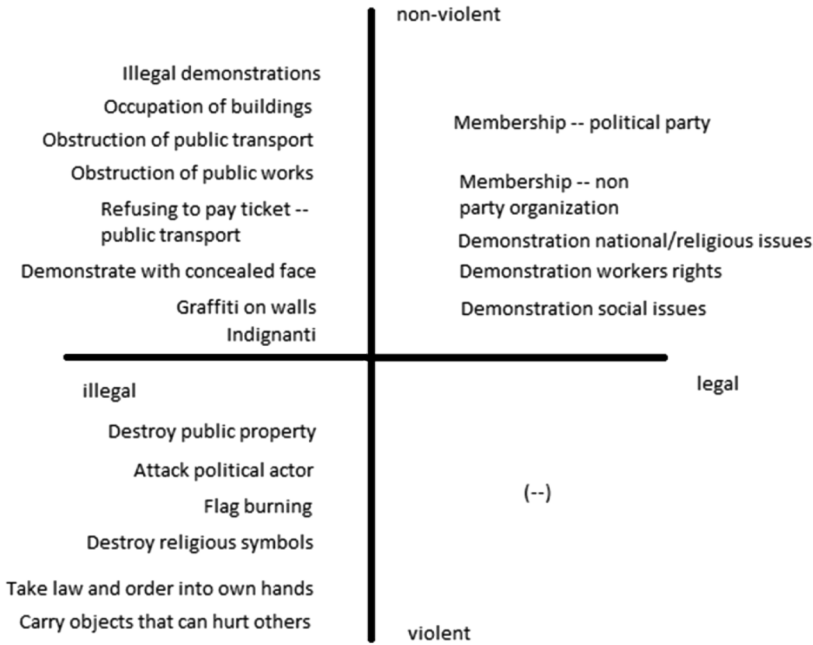 non-violent
Illegal demonstrations
Occupation of buildings
Obstruction of public transport
Obstruction of public works
Refusing to pay ticket --
public transport
Demonstrate with concealed face
Graffiti on walls
Indignanti
Membership -- political party
Membership -- non
party organization
Demonstration national/religious issues
Demonstration workers rights
Demonstration social issues
illegal
legal
Destroy public property
Attack political actor
Flag burning
Destroy religious symbols
Take law and order into own hands
Carry objects that can hurt others
(--)
violent